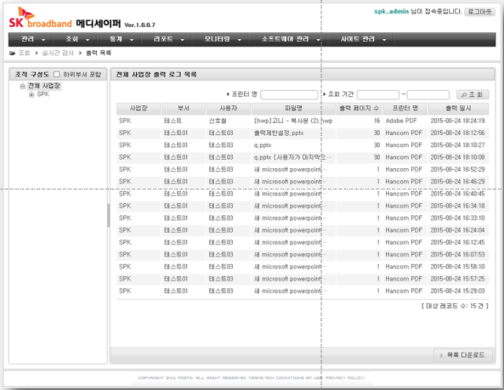 spk_admin 님이 접속중입니다. 로그아웃
SK broadband 메디세이퍼 Ver.1.0.0.7
관리 조회 통계 리포트 모니터링 소프트웨어 관리 사이트 관리
조회 > 실시간 감시 > 출력 목록
조직 구성도 하위부서 포함
전체 사업장
SPK
전체 사업장 출력 로그 목록
프린터 명 조회 기간 ~ 조 회
사업장 부서 사용자 파일명 출력 페이지 수 프린터 명 출력 일시
SPK 테스트 신호철 [hwp]고니 - 복사본 (2).hwp 16 Adobe PDF 2015-08-24 18:24:19
SPK 테스트01 테스트03 출력제한설정.pptx 30 Hancom PDF 2015-08-24 18:12:56
SPK 테스트01 테스트03 q.pptx 30 Hancom PDF 2015-08-24 18:10:27
SPK 테스트01 테스트03 q.pptx [사용자가 마지막으… 30 Hancom PDF 2015-08-24 18:10:08
SPK 테스트01 테스트03 새 microsoft powerpoint… 1 Hancom PDF 2015-08-24 16:52:29
SPK 테스트01 테스트03 새 microsoft powerpoint… 1 Hancom PDF 2015-08-24 16:46:29
SPK 테스트01 테스트03 새 microsoft powerpoint… 1 Hancom PDF 2015-08-24 16:40:45
SPK 테스트01 테스트03 새 microsoft powerpoint… 1 Hancom PDF 2015-08-24 16:34:18
SPK 테스트01 테스트03 새 microsoft powerpoint… 1 Hancom PDF 2015-08-24 16:33:10
SPK 테스트01 테스트03 새 microsoft powerpoint… 1 Hancom PDF 2015-08-24 16:24:04
SPK 테스트01 테스트03 새 microsoft powerpoint… 1 Hancom PDF 2015-08-24 16:12:45
SPK 테스트01 테스트03 새 microsoft powerpoint… 1 Hancom PDF 2015-08-24 16:07:53
SPK 테스트01 테스트03 새 microsoft powerpoint… 1 Hancom PDF 2015-08-24 15:58:10
SPK 테스트01 테스트03 새 microsoft powerpoint… 1 Hancom PDF 2015-08-24 15:57:25
SPK 테스트01 테스트03 새 microsoft powerpoint… 1 Hancom PDF 2015-08-24 15:29:03
[ 대상 레코드 수: 15 건 ]
목록 다운로드
ALL RIGHT RESERVED TERMS AND CONDITIONS OF USE PRIVACY POLICY